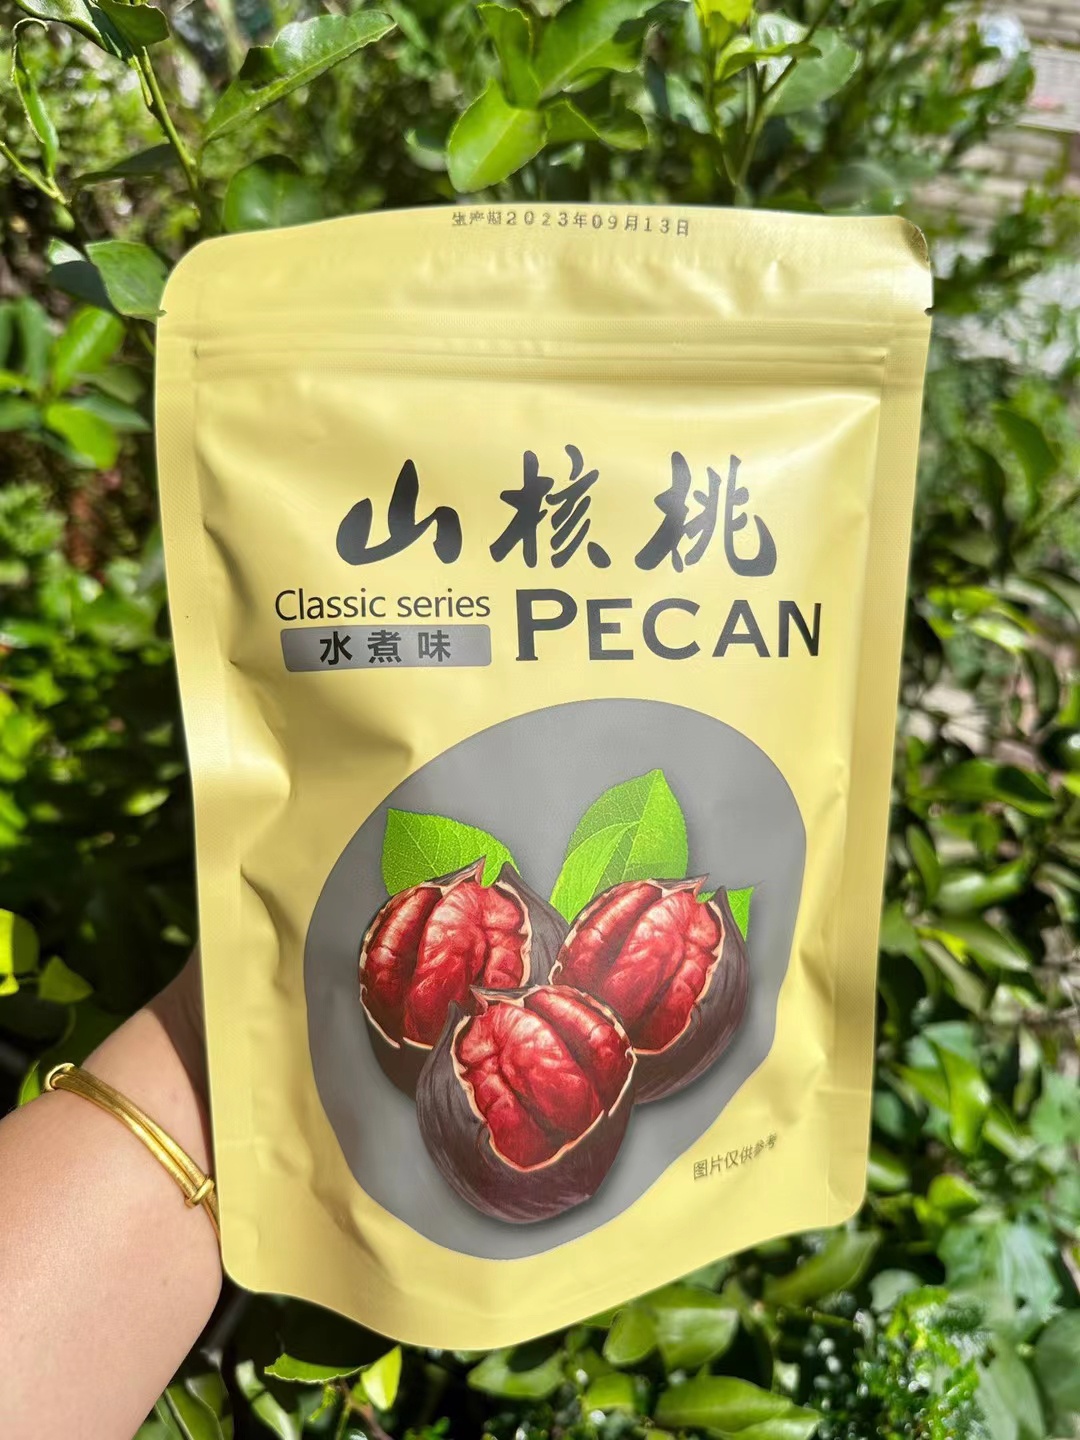 生产期2023年09月13日
山核桃
Classic series
水煮味
PECAN
图片仅供参考